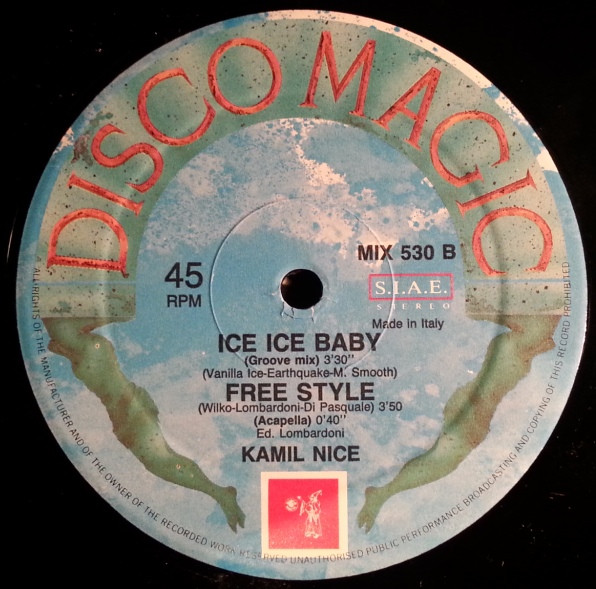 DISCO MAGIC
MIX 530 B
45
RPM
S.I.A.E.
STEREO
Made in Italy
ICE ICE BABY
(Groove mix) 3'30"
(Vanilla Ice-Earthquake-M. Smooth)
FREE STYLE
(Wilko-Lombardoni-Di Pasquale) 3'50
(Acapella) 0'40"
Ed. Lombardoni
KAMIL NICE
ALL RIGHTS OF THE MANUFACTURER AND OF THE OWNER OF THE RECORDED WORK RESERVED UNAUTHORISED PUBLIC PERFORMANCE BROADCASTING AND COPYING OF THIS RECORD PROHIBITED